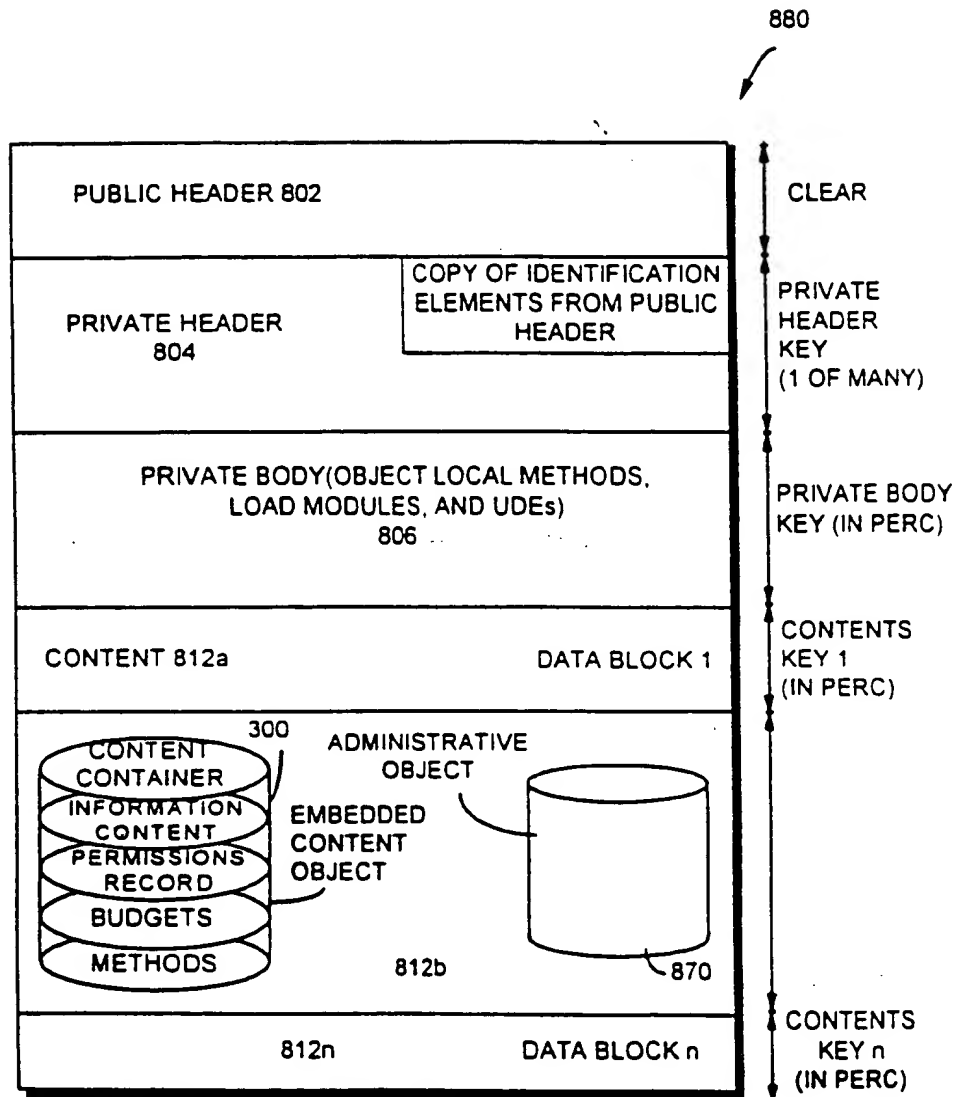 880
PUBLIC HEADER 802
CLEAR
COPY OF IDENTIFICATION
ELEMENTS FROM PUBLIC
HEADER
PRIVATE HEADER
804
PRIVATE
HEADER
KEY
(1 OF MANY)
PRIVATE BODY(OBJECT LOCAL METHODS,
LOAD MODULES, AND UDEs)
806
PRIVATE BODY
KEY (IN PERC)
CONTENT 812a
DATA BLOCK 1
CONTENTS
KEY 1
(IN PERC)
300
CONTENT
CONTAINER
INFORMATION
CONTENT
PERMISSIONS
RECORD
BUDGETS
METHODS
EMBEDDED
CONTENT
OBJECT
ADMINISTRATIVE
OBJECT
812b
870
812n
DATA BLOCK n
CONTENTS
KEY n
(IN PERC)